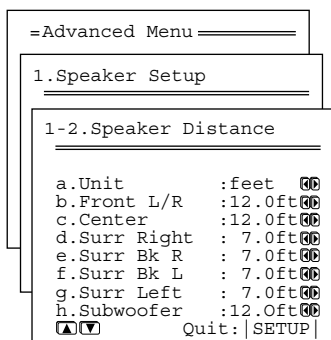 Advanced Menu
1.Speaker Setup
1-2.Speaker Distance
a.Unit :feet
b.Front L/R :12.0ft
c.Center :12.0ft
d.Surr Right : 7.0ft
e.Surr Bk R : 7.0ft
f.Surr Bk L : 7.0ft
g.Surr Left : 7.0ft
h.Subwoofer :12.0ft
Quit:|SETUP|